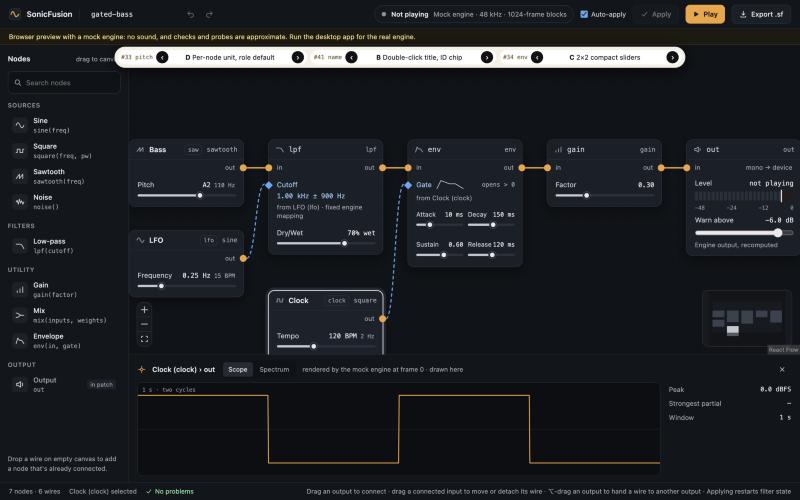 SonicFusion gated-bass Not playing Mock engine · 48 kHz · 1024-frame blocks Auto-apply Apply Play Export .sf
Browser preview with a mock engine: no sound, and checks and probes are approximate. Run the desktop app for the real engine.
#33 pitch D Per-node unit, role default #41 name B Double-click title, ID chip #34 env C 2×2 compact sliders
Nodes drag to
Search nodes
SOURCES
Sine
sine(freq)
Square
square(freq, pw)
Sawtooth
sawtooth(freq)
Noise
noise()
FILTERS
Low-pass
lpf(cutoff)
UTILITY
Gain
gain(factor)
Mix
mix(inputs, weights)
Envelope
env(in, gate)
OUTPUT
Output
out
in patch
Drop a wire on empty canvas to add
a node that's already connected.
Bass saw sawtooth
out
Pitch A2 110 Hz
LFO lfo sine
out
Frequency 0.25 Hz 15 BPM
lpf lpf
in out
Cutoff
1.00 kHz ± 900 Hz
from LFO (lfo) · fixed engine
mapping
Dry/Wet 70% wet
Clock clock square
out
Tempo 120 BPM 2 Hz
env env
in out
Gate opens > 0
from Clock (clock)
Attack 10 ms Decay 150 ms
Sustain 0.60 Release 120 ms
gain gain
in out
Factor 0.30
out out
in mono → device
Level not playing
−48 −24 −12 0
Warn above −6.0 dB
Engine output, recomputed
React Flow
Clock (clock) › out Scope Spectrum rendered by the mock engine at frame 0 · drawn here
1 s · two cycles
Peak 0.0 dBFS
Strongest partial –
Window 1 s
7 nodes · 6 wires Clock (clock) selected No problems Drag an output to connect · drag a connected input to move or detach its wire · ⌥-drag an output to hand a wire to another output · Applying restarts filter state